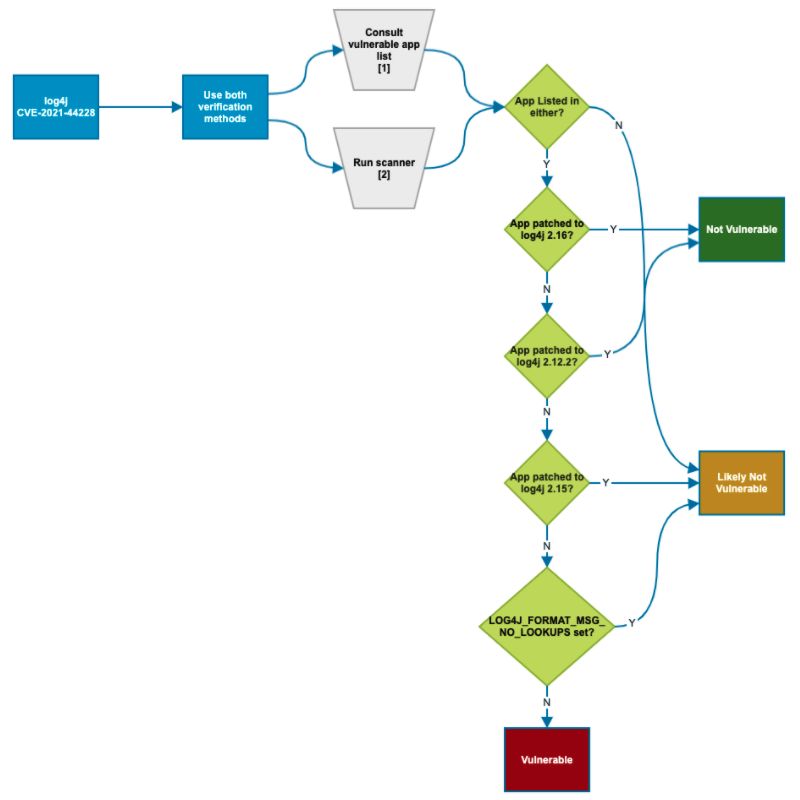 Consult
vulnerable app
list
[1]
log4j
CVE-2021-44228
Use both
verification
methods
App Listed in
either?
N
Run scanner
[2]
Y
App patched to
log4j 2.16?
Y
Not Vulnerable
N
App patched to
log4j 2.12.2?
Y
N
App patched to
log4j 2.15?
Y
Likely Not
Vulnerable
N
LOG4J_FORMAT_MSG_
NO_LOOKUPS set?
Y
N
Vulnerable